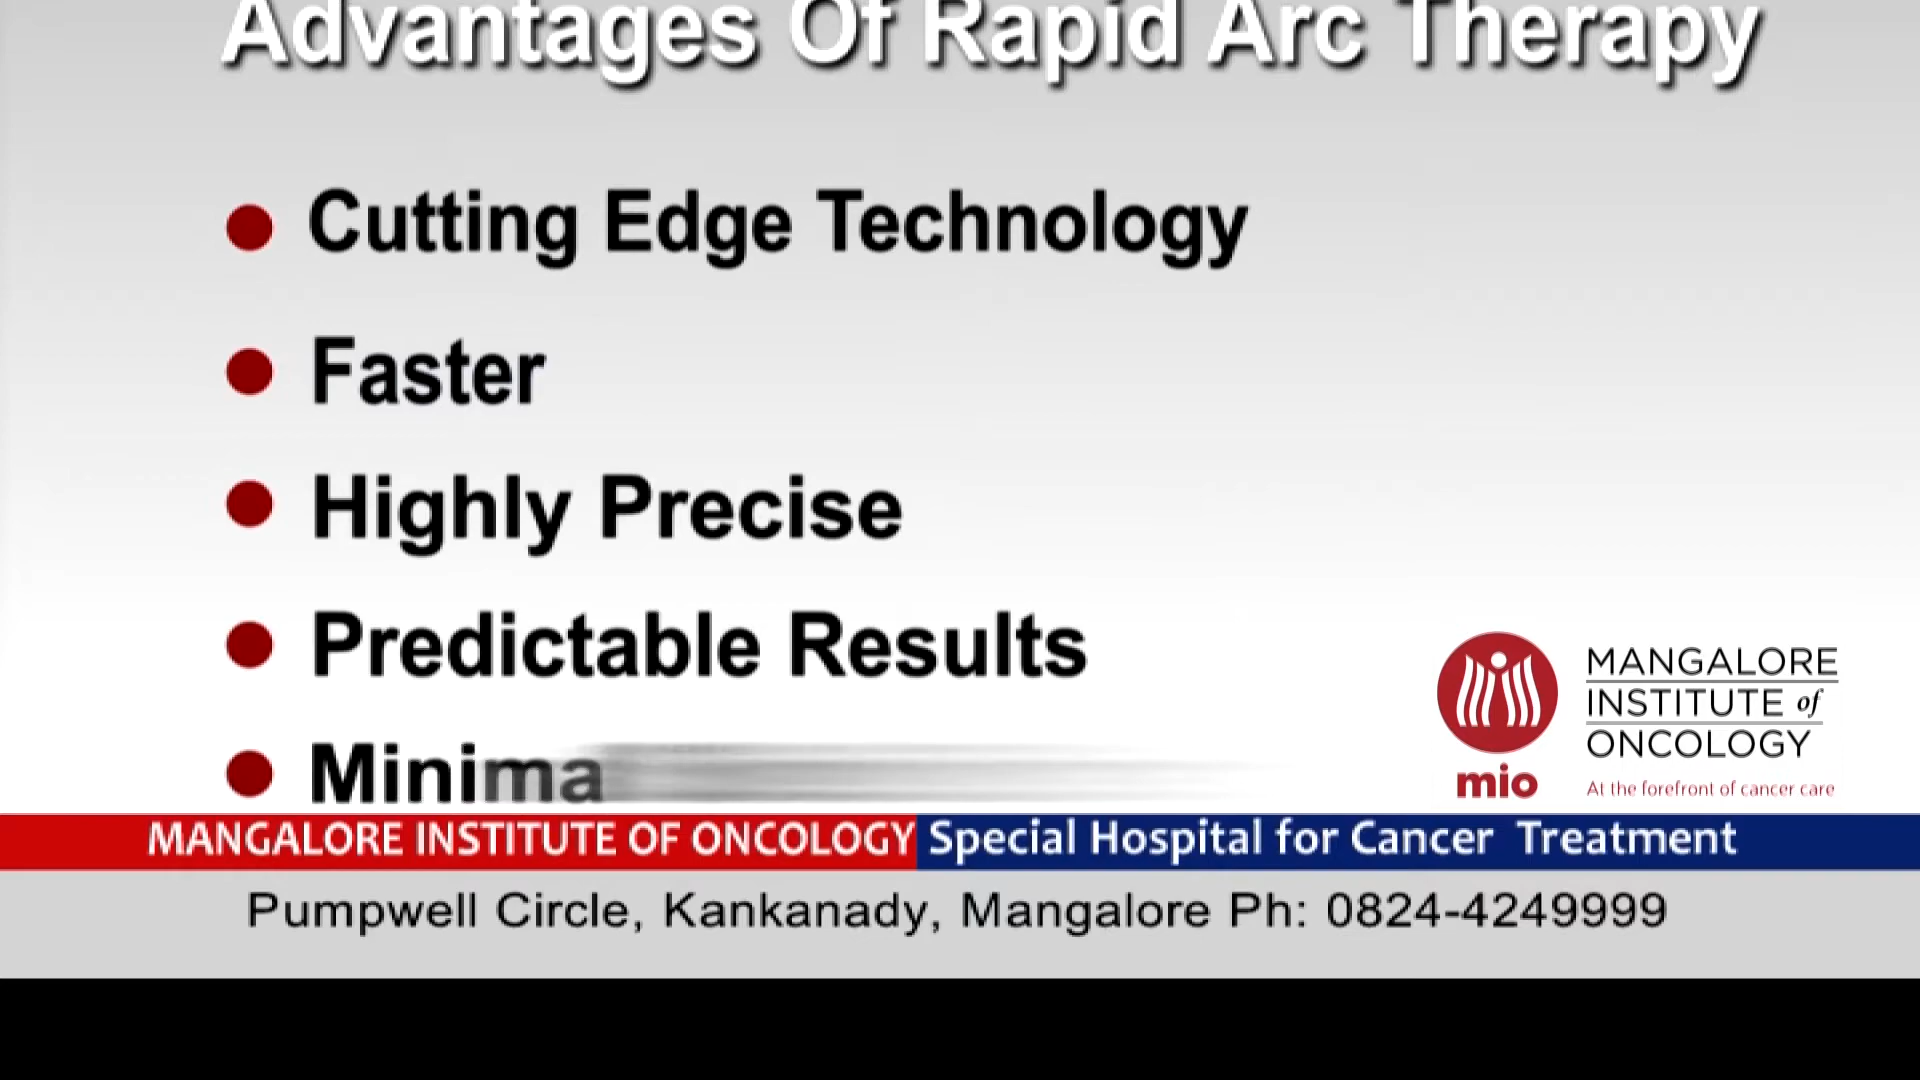 Advantages Of Rapid Arc Therapy
Cutting Edge Technology
Faster
Highly Precise
Predictable Results
Minima
MANGALORE
INSTITUTE of
ONCOLOGY
mio
At the forefront of cancer care
MANGALORE INSTITUTE OF ONCOLOGY Special Hospital for Cancer Treatment
Pumpwell Circle, Kankanady, Mangalore Ph: 0824-4249999